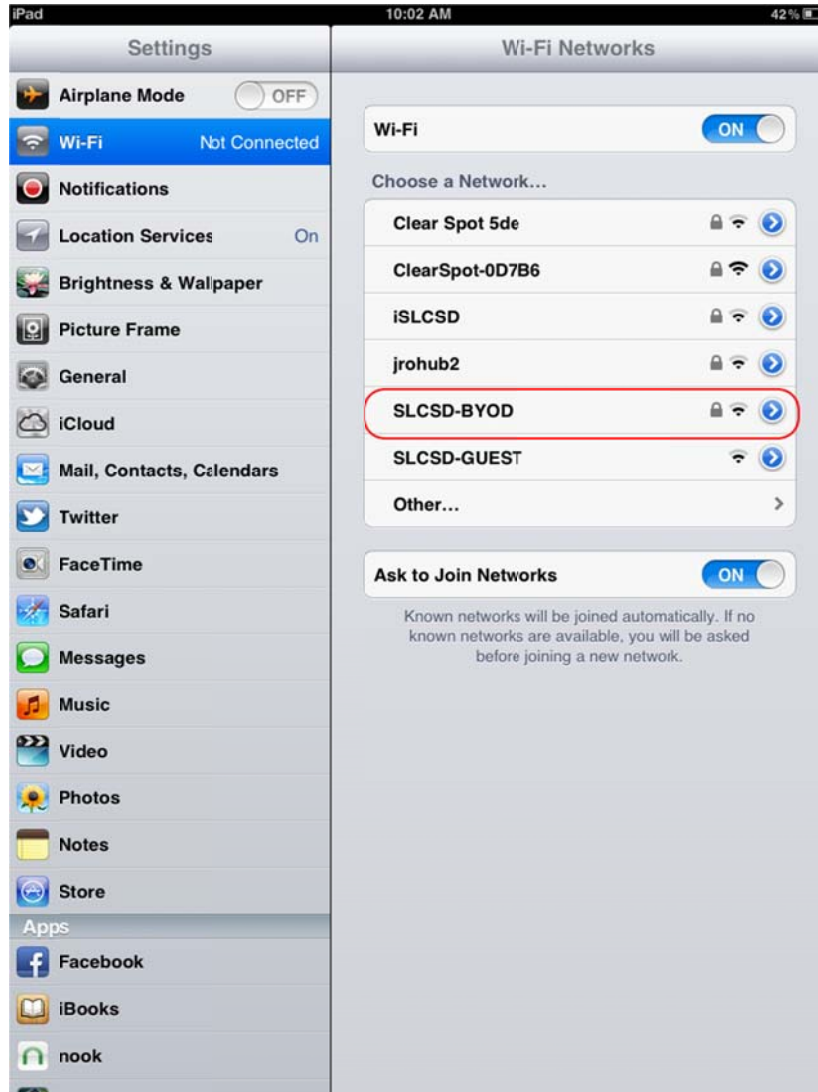 iPad 10:02 AM 42%
Settings
Airplane Mode OFF
Wi-Fi Not Connected
Notifications
Location Services On
Brightness & Wallpaper
Picture Frame
General
iCloud
Mail, Contacts, Calendars
Twitter
FaceTime
Safari
Messages
Music
Video
Photos
Notes
Store
Apps
Facebook
iBooks
nook
Wi-Fi Networks
Wi-Fi ON
Choose a Network...
Clear Spot 5de
ClearSpot-0D7B6
iSLCSD
jrohub2
SLCSD-BYOD
SLCSD-GUEST
Other...
Ask to Join Networks ON
Known networks will be joined automatically. If no
known networks are available, you will be asked
before joining a new network.